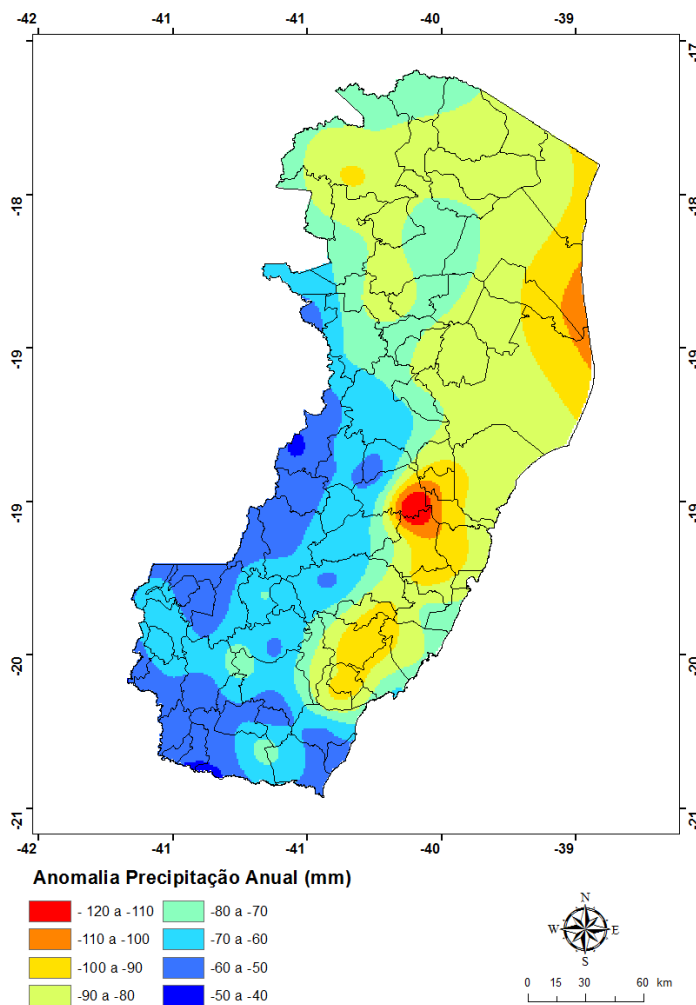 -42 -41 -41 -40 -39
-17 -17
-18 -18
-19 -19
-19 -19
-20 -20
-21 -21
-42 -41 -41 -40 -39
Anomalia Precipitação Anual (mm)
- 120 a -110 -80 a -70
-110 a -100 -70 a -60
-100 a -90 -60 a -50
-90 a -80 -50 a -40
N
W E
S
0 15 30 60 km